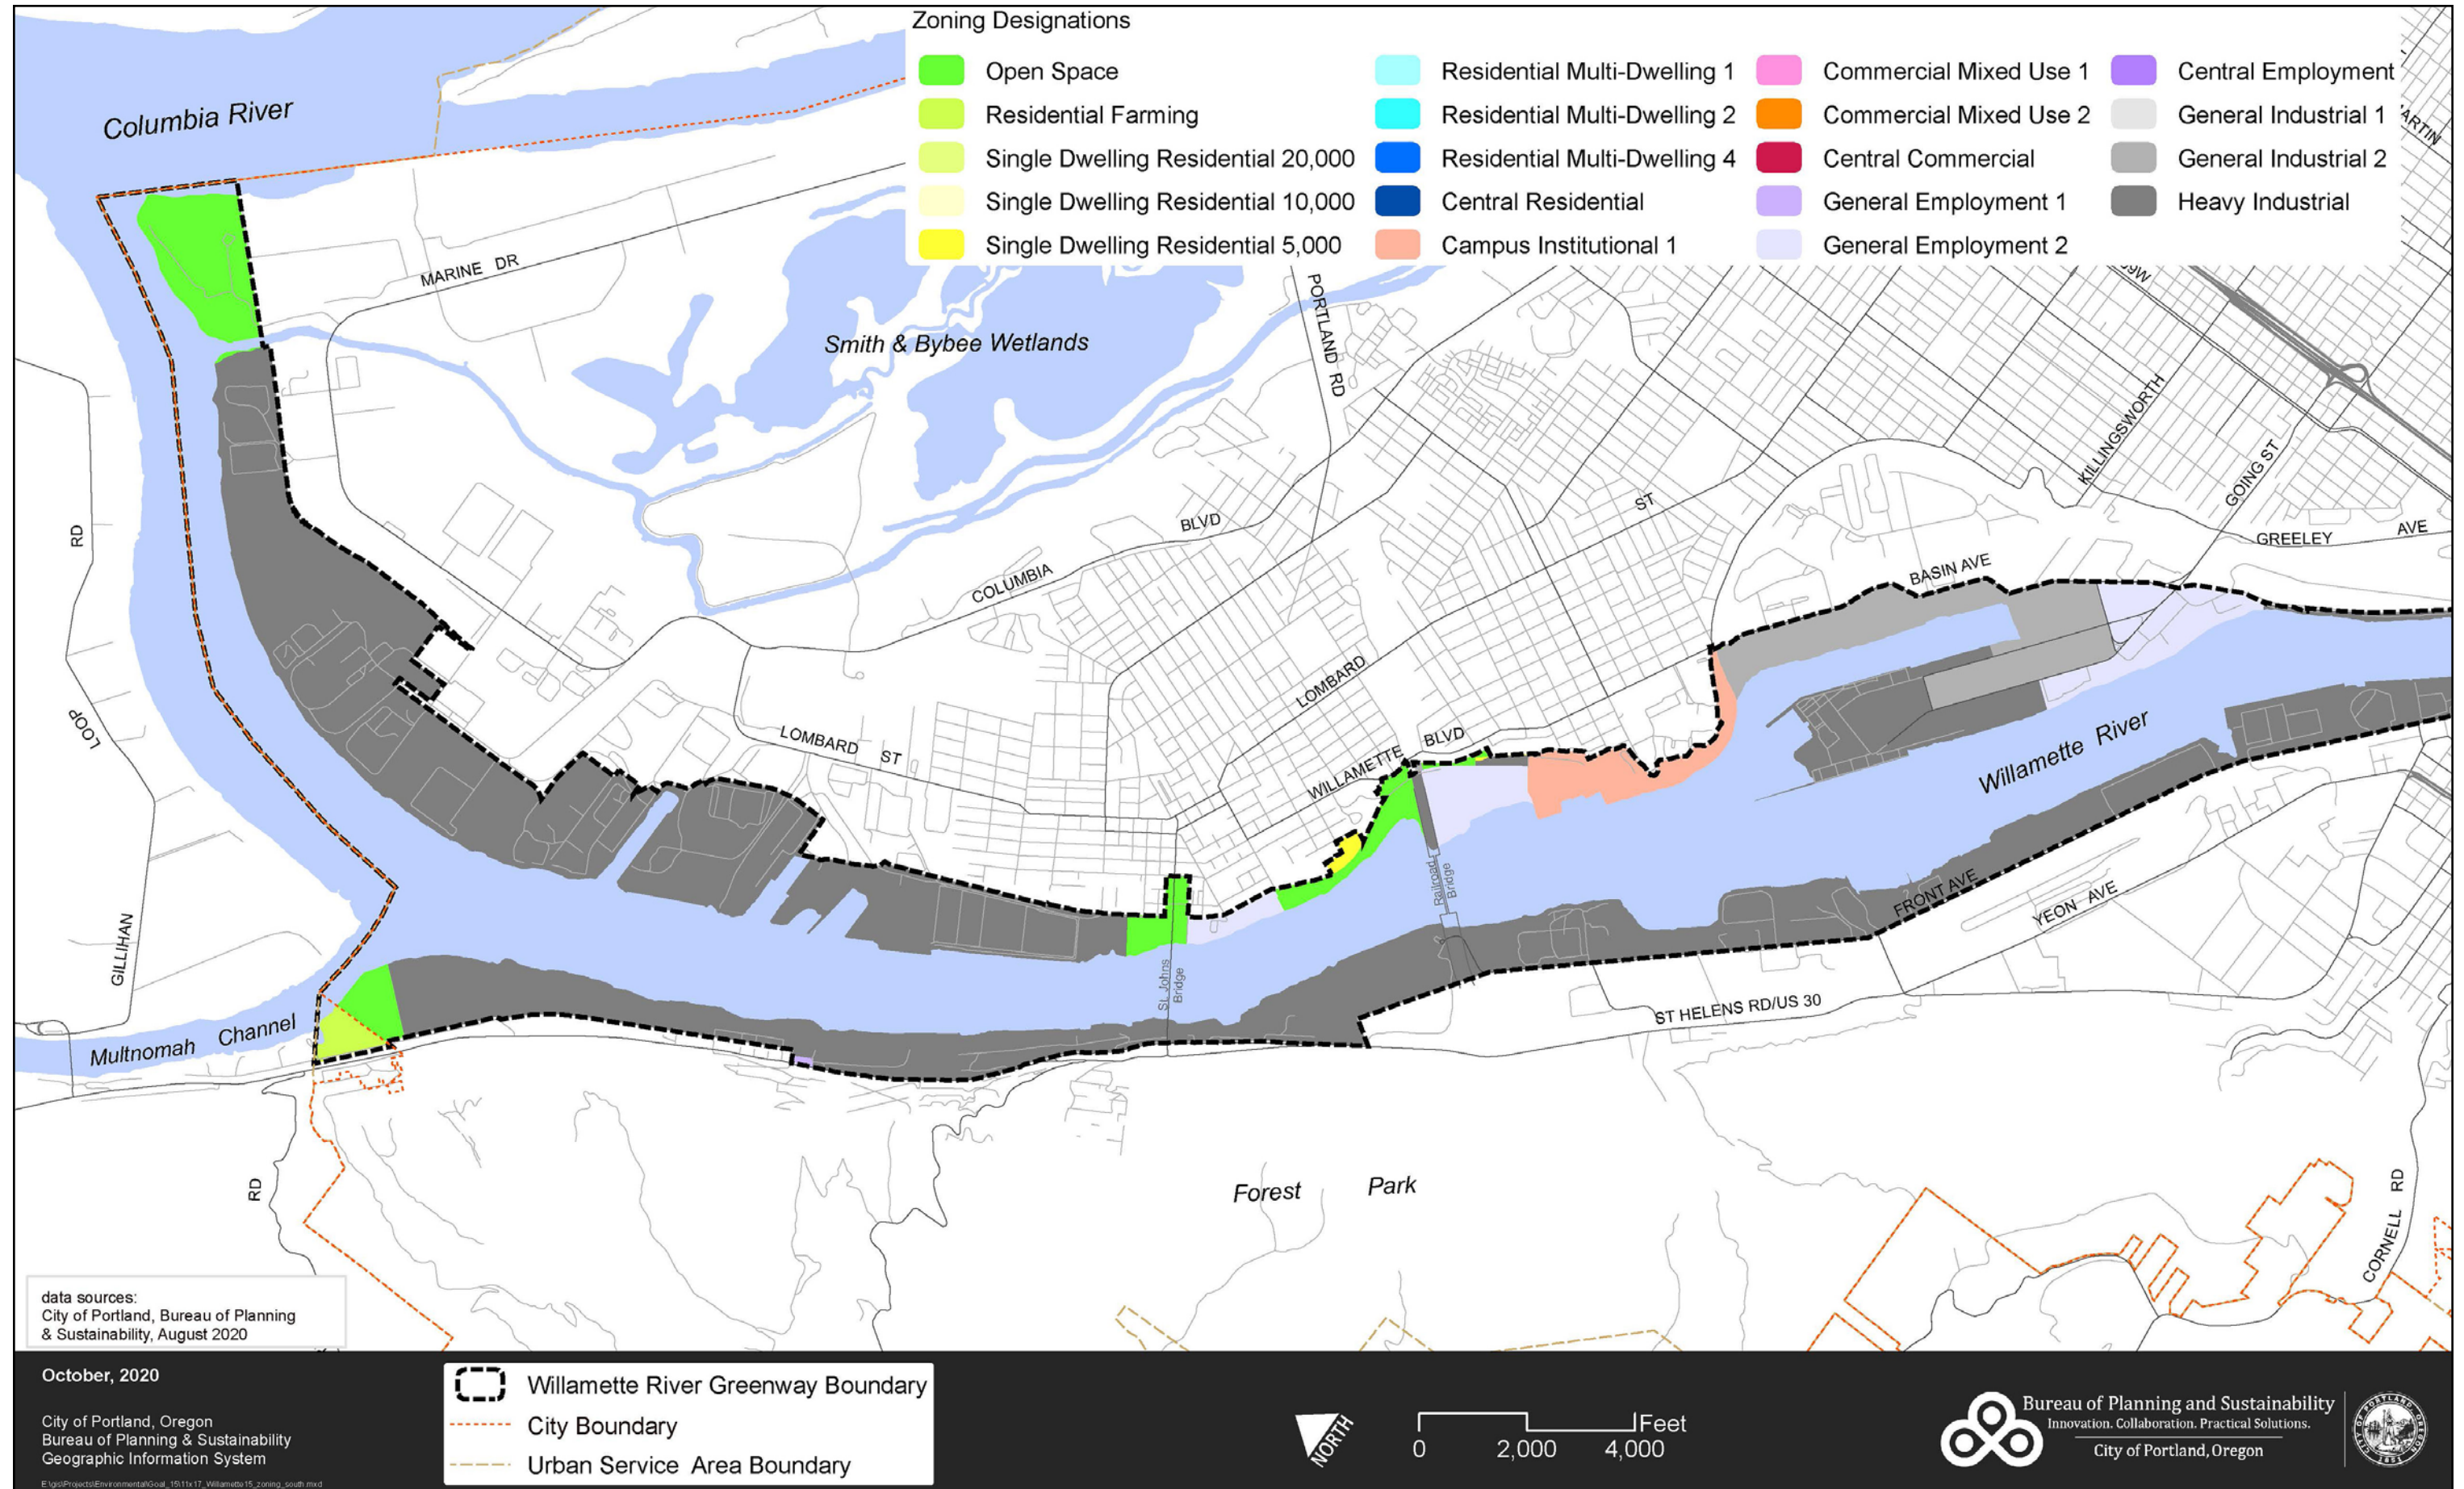 Zoning Designations
Open Space
Residential Farming
Single Dwelling Residential 20,000
Single Dwelling Residential 10,000
Single Dwelling Residential 5,000
Residential Multi-Dwelling 1
Residential Multi-Dwelling 2
Residential Multi-Dwelling 4
Central Residential
Campus Institutional 1
Commercial Mixed Use 1
Commercial Mixed Use 2
Central Commercial
General Employment 1
General Employment 2
Central Employment
General Industrial 1
General Industrial 2
Heavy Industrial
Columbia River
MARINE DR
Smith & Bybee Wetlands
PORTLAND RD
KILLINGSWORTH
GOING ST
GREELEY AVE
BASIN AVE
COLUMBIA BLVD
LOMBARD ST
LOMBARD ST
WILLAMETTE BLVD
RD
LOOP
GILLIHAN
Willamette River
Railroad
Bridge
St. Johns
Bridge
FRONT AVE
YEON AVE
ST HELENS RD/US 30
Multnomah Channel
RD
Forest Park
CORNELL RD
data sources:
City of Portland, Bureau of Planning
& Sustainability, August 2020
October, 2020
City of Portland, Oregon
Bureau of Planning & Sustainability
Geographic Information System
E:\gis\Projects\Environmental\Goal_15\11x17_Willamette15_zoning_south.mxd
Willamette River Greenway Boundary
City Boundary
Urban Service Area Boundary
NORTH
Feet
0 2,000 4,000
Bureau of Planning and Sustainability
Innovation. Collaboration. Practical Solutions.
City of Portland, Oregon